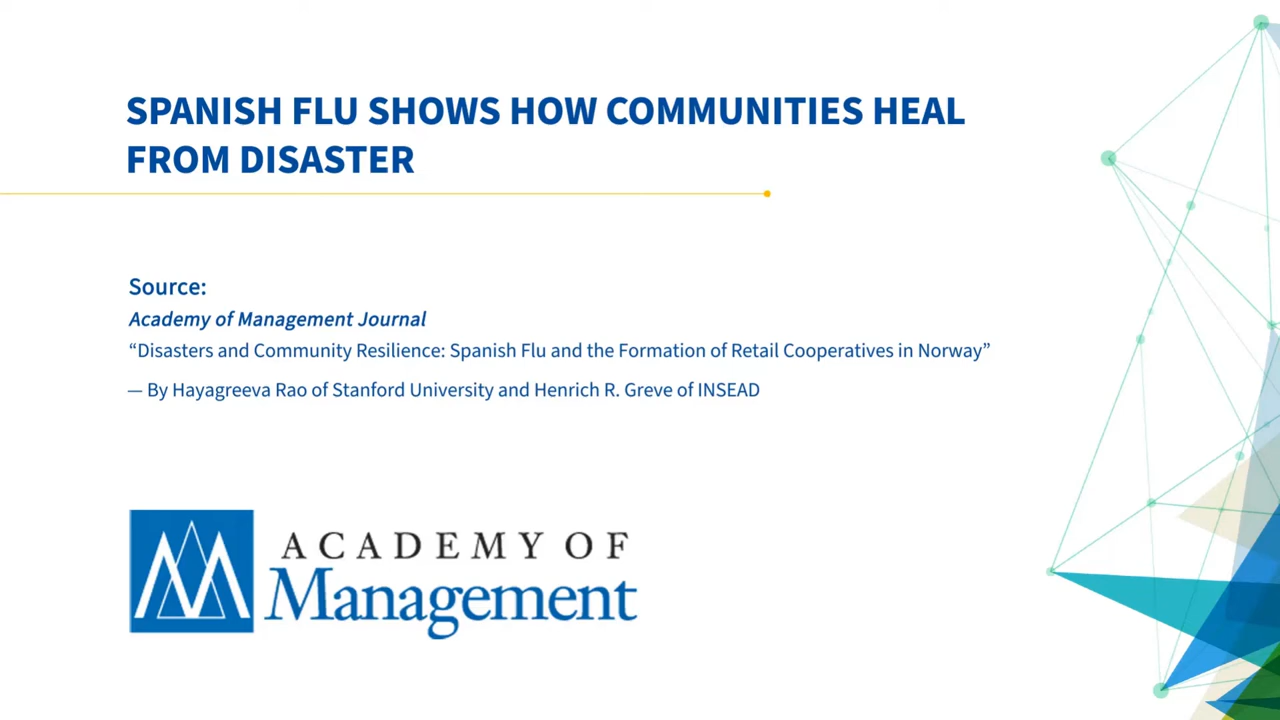 SPANISH FLU SHOWS HOW COMMUNITIES HEAL
FROM DISASTER
Source:
Academy of Management Journal
“Disasters and Community Resilience: Spanish Flu and the Formation of Retail Cooperatives in Norway”
— By Hayagreeva Rao of Stanford University and Henrich R. Greve of INSEAD
ACADEMY OF
Management